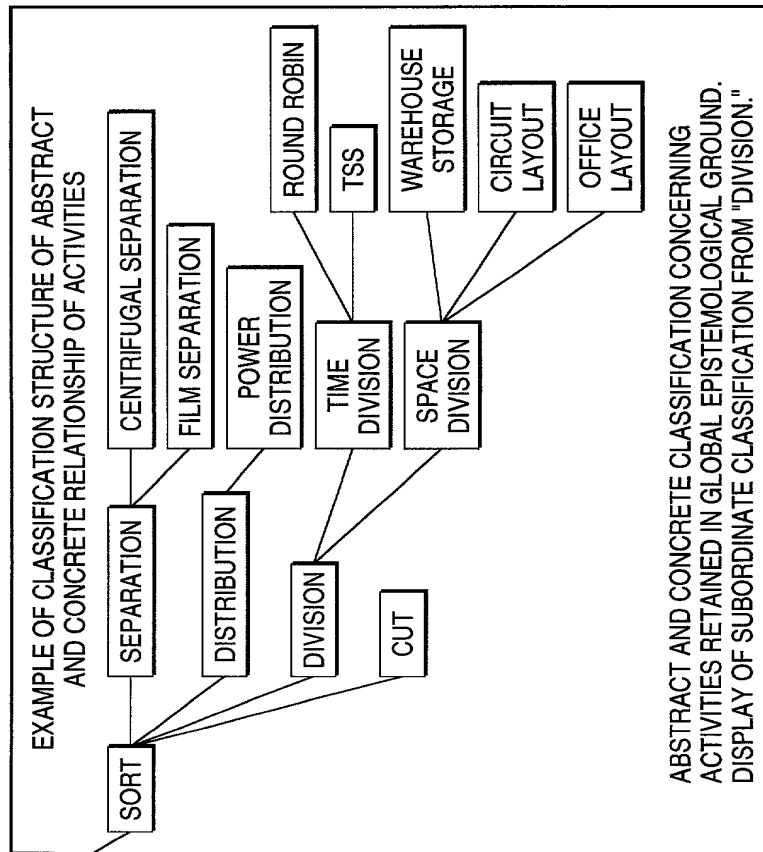 EXAMPLE OF CLASSIFICATION STRUCTURE OF ABSTRACT
AND CONCRETE RELATIONSHIP OF ACTIVITIES
SORT
SEPARATION
CENTRIFUGAL SEPARATION
FILM SEPARATION
DISTRIBUTION
POWER
DISTRIBUTION
DIVISION
TIME
DIVISION
ROUND ROBIN
TSS
SPACE
DIVISION
WAREHOUSE
STORAGE
CIRCUIT
LAYOUT
OFFICE
LAYOUT
CUT
ABSTRACT AND CONCRETE CLASSIFICATION CONCERNING
ACTIVITIES RETAINED IN GLOBAL EPISTEMOLOGICAL GROUND.
DISPLAY OF SUBORDINATE CLASSIFICATION FROM "DIVISION."